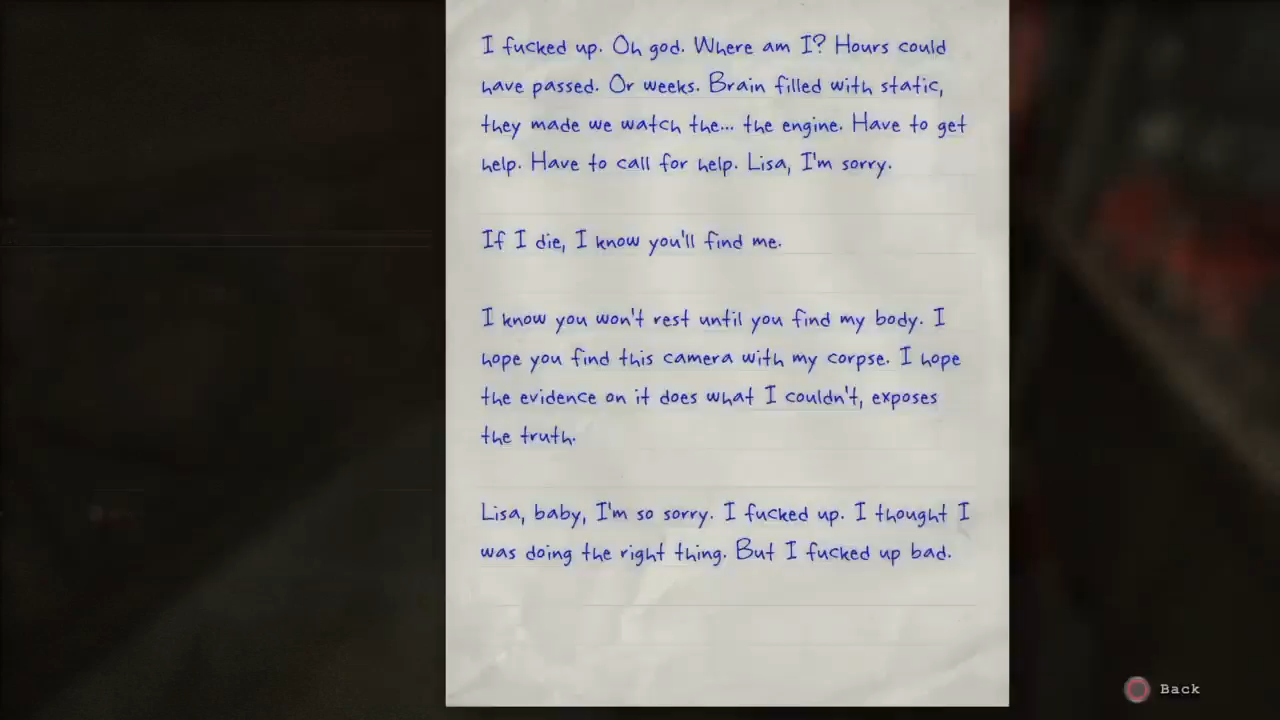 I fucked up. Oh god. Where am I? Hours could
have passed. Or weeks. Brain filled with static,
they made we watch the... the engine. Have to get
help. Have to call for help. Lisa, I'm sorry.
If I die, I know you'll find me.
I know you won't rest until you find my body. I
hope you find this camera with my corpse. I hope
the evidence on it does what I couldn't, exposes
the truth.
Lisa, baby, I'm so sorry. I fucked up. I thought I
was doing the right thing. But I fucked up bad.
Back